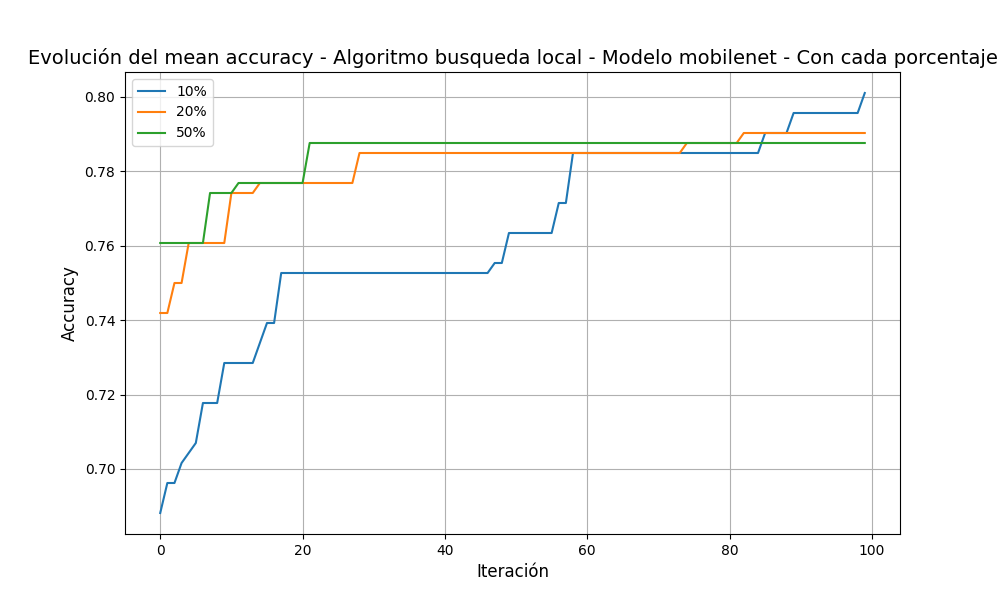 Evolución del mean accuracy - Algoritmo busqueda local - Modelo mobilenet - Con cada porcentaje
10%
20%
50%
0.80
0.78
0.76
0.74
0.72
0.70
Accuracy
0 20 40 60 80 100
Iteración